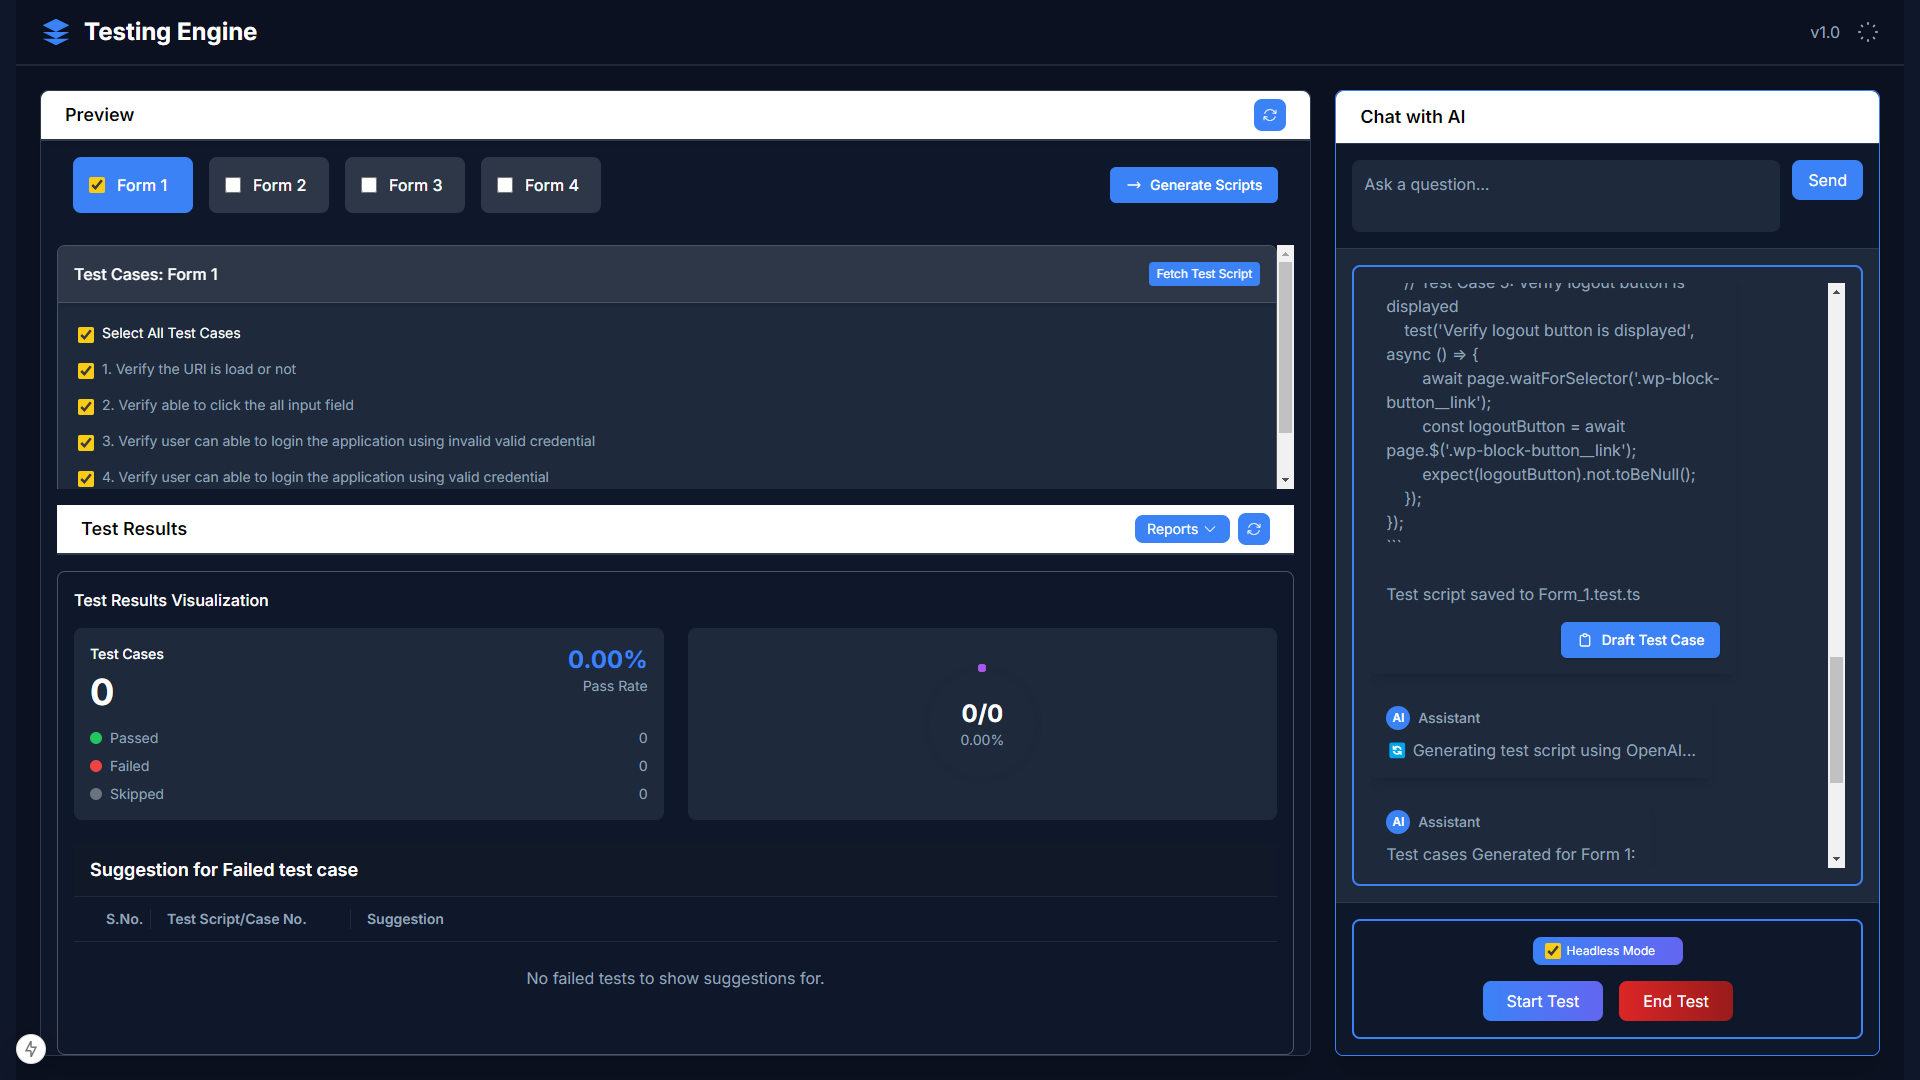 Testing Engine
v1.0
Preview
Form 1
Form 2
Form 3
Form 4
→ Generate Scripts
Test Cases: Form 1
Fetch Test Script
Select All Test Cases
1. Verify the URl is load or not
2. Verify able to click the all input field
3. Verify user can able to login the application using invalid valid credential
4. Verify user can able to login the application using valid credential
Test Results
Reports
Test Results Visualization
Test Cases
0
0.00%
Pass Rate
Passed 0
Failed 0
Skipped 0
0/0
0.00%
Suggestion for Failed test case
S.No.
Test Script/Case No.
Suggestion
No failed tests to show suggestions for.
Chat with AI
Ask a question...
Send
// Test Case 5: Verify logout button is
displayed
test('Verify logout button is displayed',
async () => {
await page.waitForSelector('.wp-block-
button__link');
const logoutButton = await
page.$('.wp-block-button__link');
expect(logoutButton).not.toBeNull();
});
});
```
Test script saved to Form_1.test.ts
Draft Test Case
AI Assistant
🔄 Generating test script using OpenAI...
AI Assistant
Test cases Generated for Form 1:
Headless Mode
Start Test
End Test